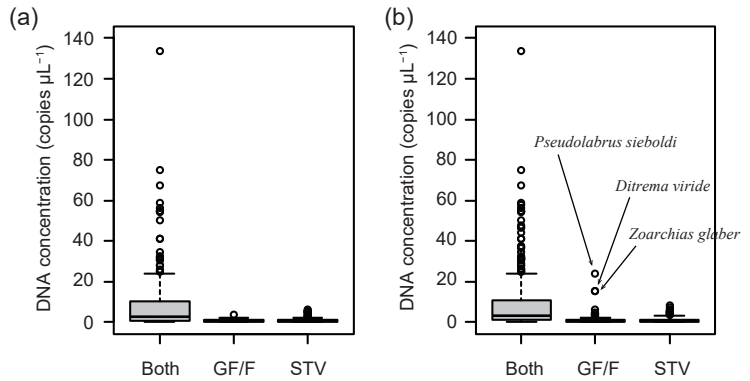 (a)
DNA concentration (copies µL⁻¹)
140
120
100
80
60
40
20
0
Both GF/F STV
(b)
DNA concentration (copies µL⁻¹)
140
120
100
80
60
40
20
0
Pseudolabrus sieboldi
Ditrema viride
Zoarchias glaber
Both GF/F STV